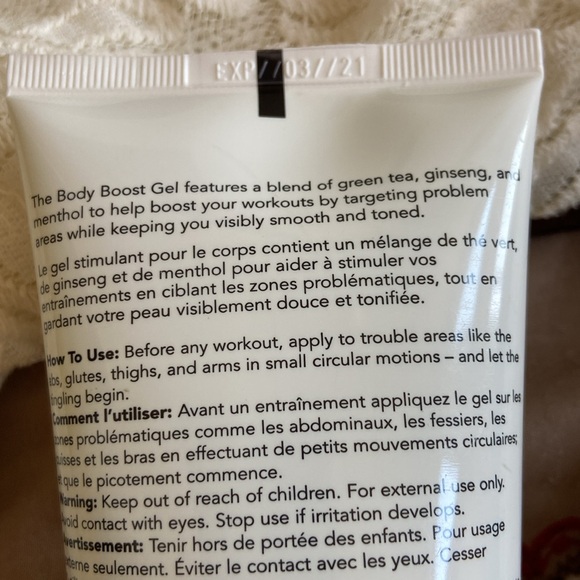 EXP//03//21
The Body Boost Gel features a blend of green tea, ginseng, and
menthol to help boost your workouts by targeting problem
areas while keeping you visibly smooth and toned.
Le gel stimulant pour le corps contient un mélange de thé vert,
de ginseng et de menthol pour aider à stimuler vos
entraînements en ciblant les zones problématiques, tout en
gardant votre peau visiblement douce et tonifiée.
How To Use: Before any workout, apply to trouble areas like the
abs, glutes, thighs, and arms in small circular motions – and let the
tingling begin.
Comment l'utiliser: Avant un entraînement appliquez le gel sur les
zones problématiques comme les abdominaux, les fessiers, les
cuisses et les bras en effectuant de petits mouvements circulaires;
et que le picotement commence.
Warning: Keep out of reach of children. For external use only.
Avoid contact with eyes. Stop use if irritation develops.
Avertissement: Tenir hors de portée des enfants. Pour usage
externe seulement. Éviter le contact avec les yeux. Cesser